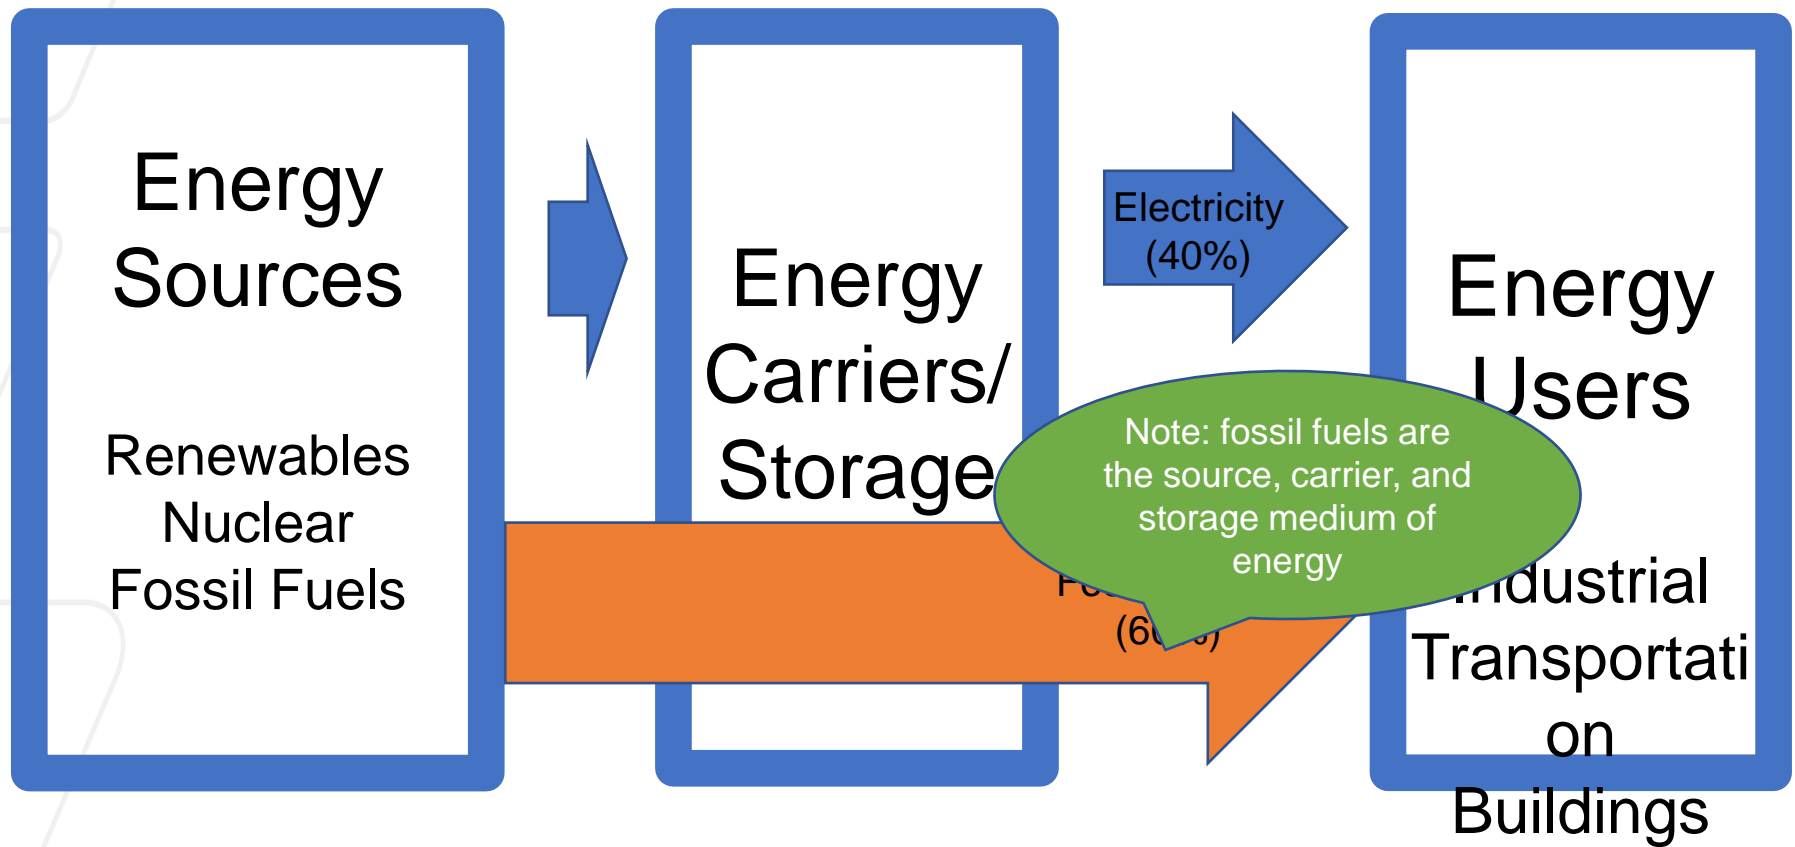 Energy
Sources
Renewables
Nuclear
Fossil Fuels
Energy
Carriers/
Storage
Electricity
(40%)
Note: fossil fuels are
the source, carrier, and
storage medium of
energy
Energy
Users
Industrial
Transportati
on
Buildings